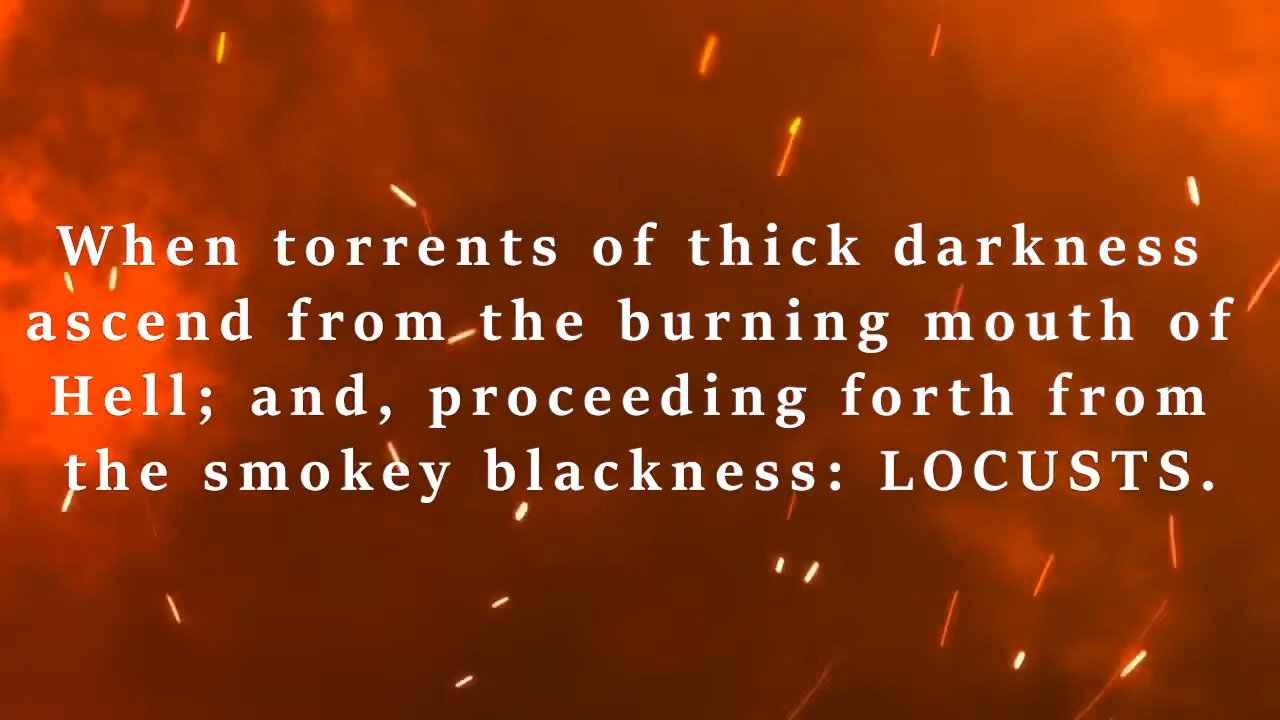 When torrents of thick darkness
ascend from the burning mouth of
Hell; and, proceeding forth from
the smokey blackness: LOCUSTS.